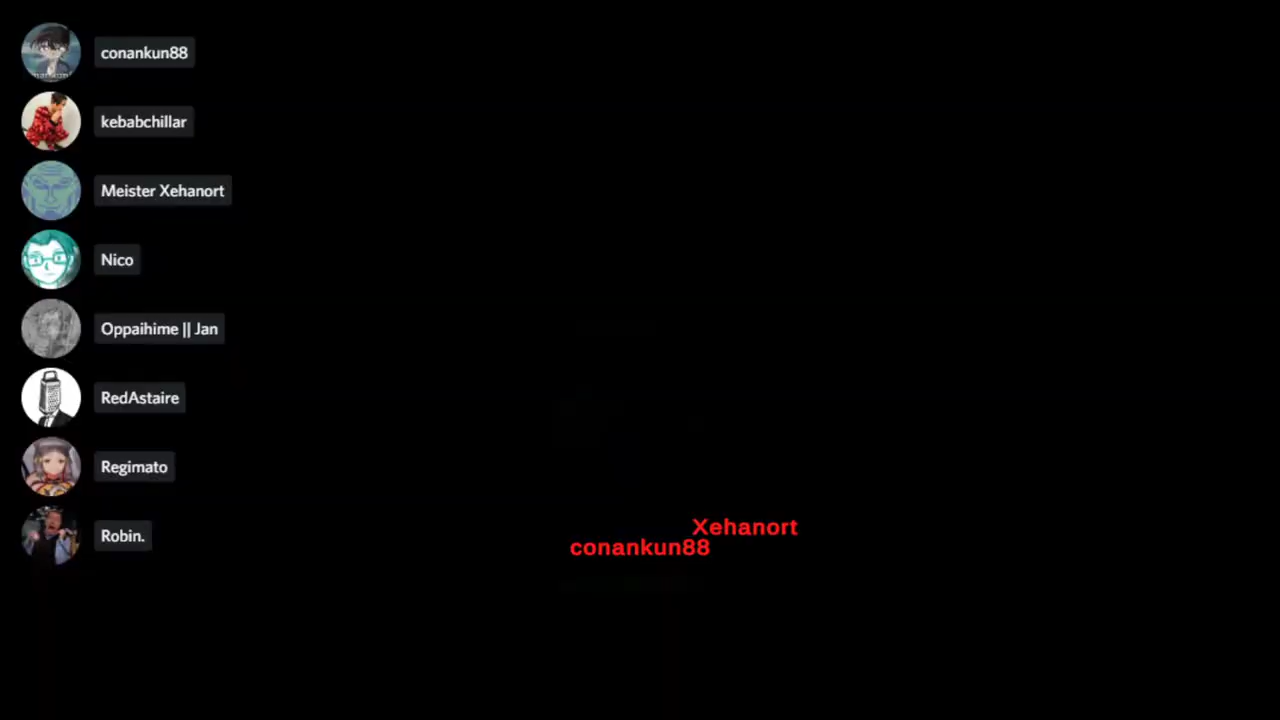 conankun88
kebabchillar
Meister Xehanort
Nico
Oppaihime || Jan
RedAstaire
Regimato
Robin.
Xehanort
conankun88